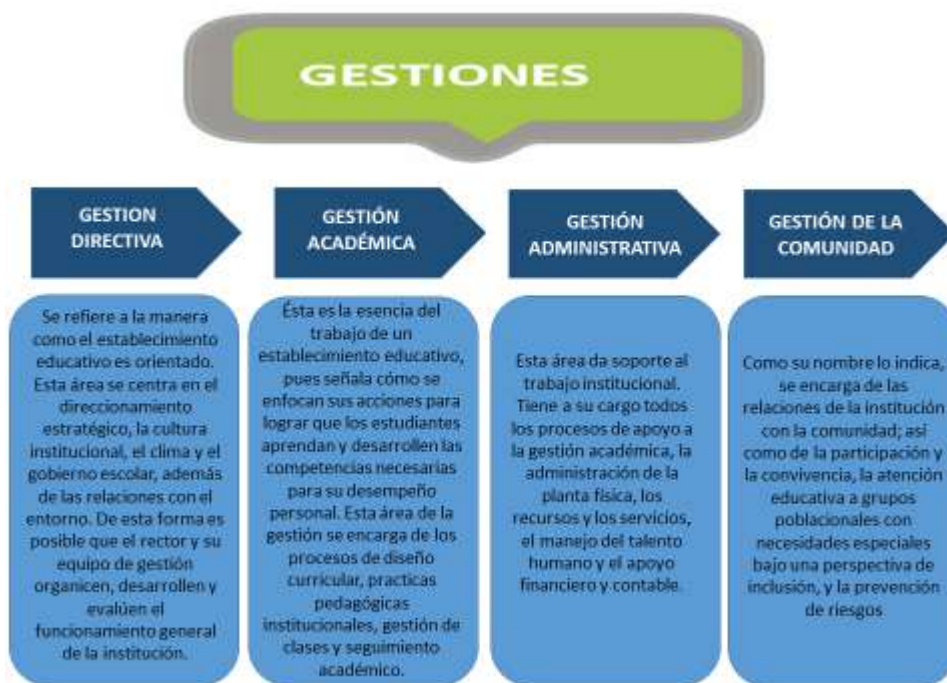 GESTIONES
GESTION
DIRECTIVA
Se refiere a la manera
como el establecimiento
educativo es orientado.
Esta área se centra en el
direccionamiento
estratégico, la cultura
institucional, el clima y el
gobierno escolar, además
de las relaciones con el
entorno. De esta forma es
posible que el rector y su
equipo de gestión
organicen, desarrollen y
evalúen el
funcionamiento general
de la institución.
GESTIÓN
ACADÉMICA
Ésta es la esencia del
trabajo de un
establecimiento educativo,
pues señala cómo se
enfocan sus acciones para
lograr que los estudiantes
aprendan y desarrollen las
competencias necesarias
para su desempeño
personal. Esta área de la
gestión se encarga de los
procesos de diseño
curricular, practicas
pedagógicas
institucionales, gestión de
clases y seguimiento
académico.
GESTIÓN
ADMINISTRATIVA
Esta área da soporte al
trabajo institucional.
Tiene a su cargo todos
los procesos de apoyo a
la gestión académica, la
administración de la
planta física, los
recursos y los servicios,
el manejo del talento
humano y el apoyo
financiero y contable.
GESTIÓN DE LA
COMUNIDAD
Como su nombre lo indica,
se encarga de las
relaciones de la institución
con la comunidad; así
como de la participación y
la convivencia, la atención
educativa a grupos
poblacionales con
necesidades especiales
bajo una perspectiva de
inclusión, y la prevención
de riesgos